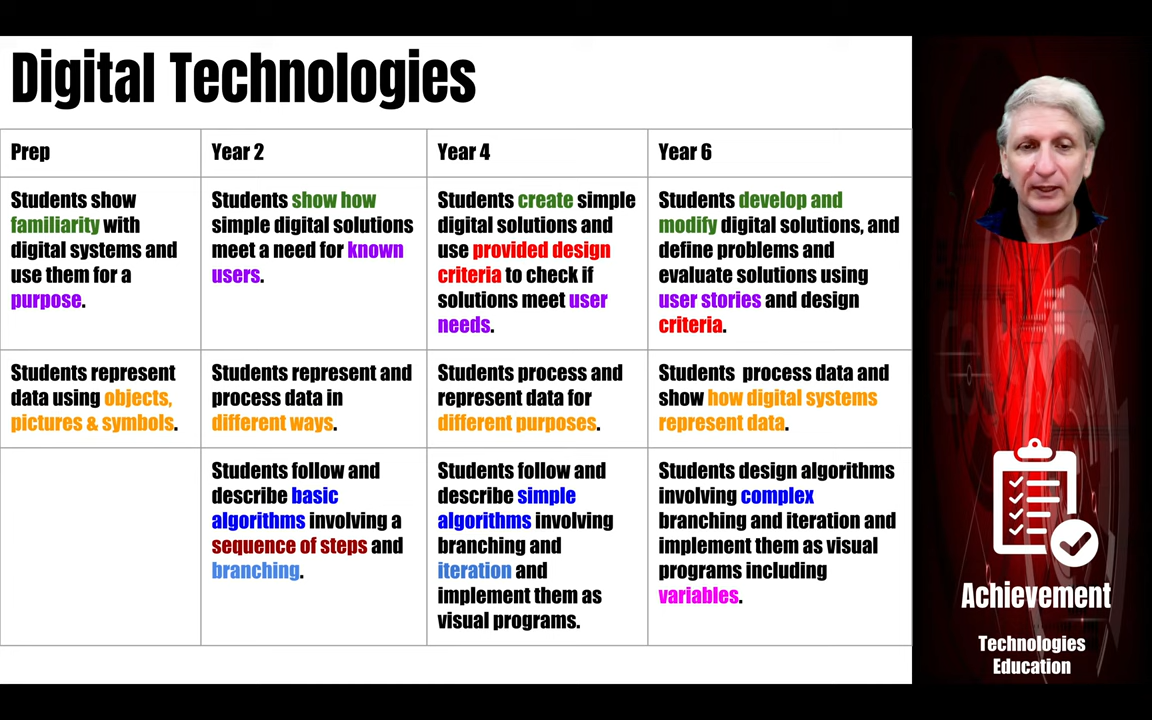 Digital Technologies
Prep
Year 2
Year 4
Year 6
Students show
familiarity with
digital systems and
use them for a
purpose.
Students show how
simple digital solutions
meet a need for known
users.
Students create simple
digital solutions and
use provided design
criteria to check if
solutions meet user
needs.
Students develop and
modify digital solutions, and
define problems and
evaluate solutions using
user stories and design
criteria.
Students represent
data using objects,
pictures & symbols.
Students represent and
process data in
different ways.
Students process and
represent data for
different purposes.
Students process data and
show how digital systems
represent data.
Students follow and
describe basic
algorithms involving a
sequence of steps and
branching.
Students follow and
describe simple
algorithms involving
branching and
iteration and
implement them as
visual programs.
Students design algorithms
involving complex
branching and iteration and
implement them as visual
programs including
variables.
Achievement
Technologies
Education